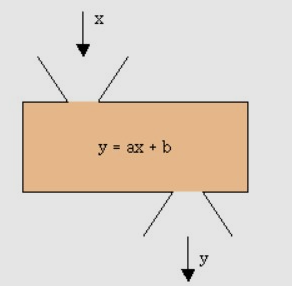 x
y = ax + b
y